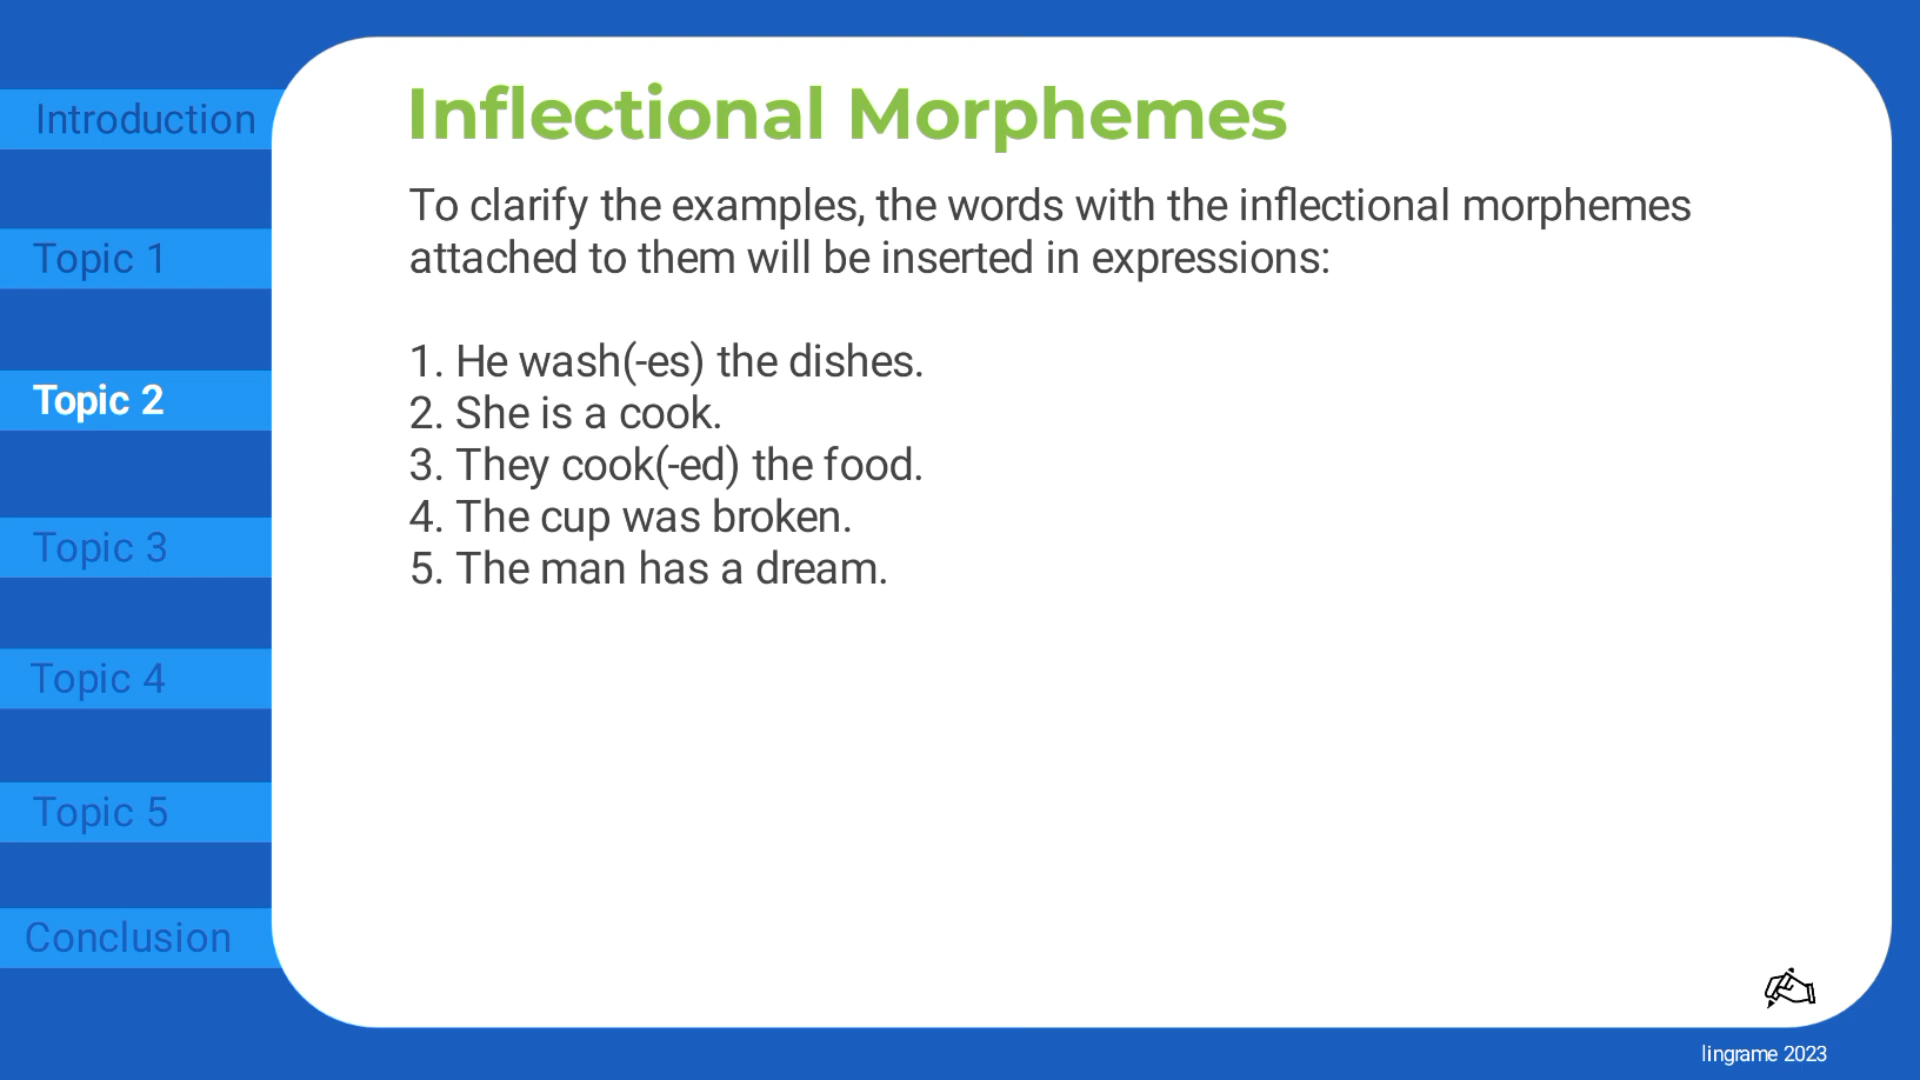 Introduction
Topic 1
Topic 2
Topic 3
Topic 4
Topic 5
Conclusion
Inflectional Morphemes
To clarify the examples, the words with the inflectional morphemes
attached to them will be inserted in expressions:
1. He wash(-es) the dishes.
2. She is a cook.
3. They cook(-ed) the food.
4. The cup was broken.
5. The man has a dream.
lingrame 2023